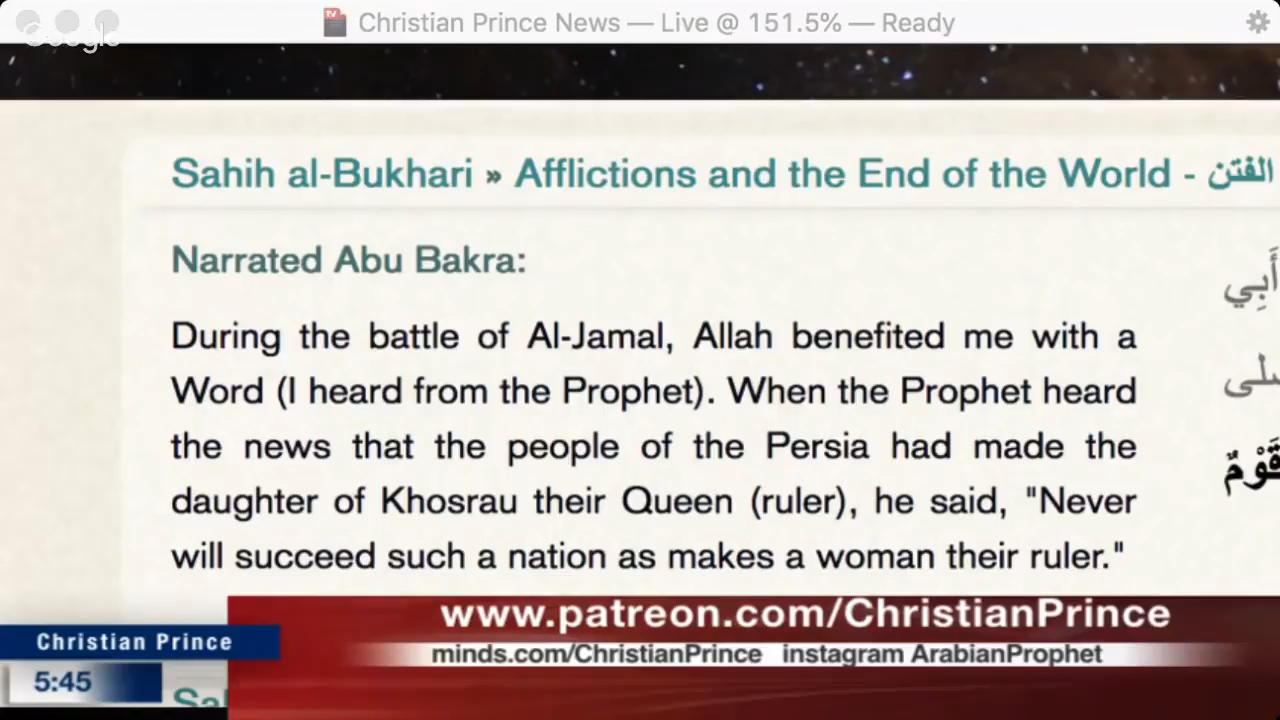 Christian Prince News — Live @ 151.5% — Ready
Google
Sahih al-Bukhari » Afflictions and the End of the World - الفتن
Narrated Abu Bakra:
أَبِي
During the battle of Al-Jamal, Allah benefited me with a
Word (I heard from the Prophet). When the Prophet heard
the news that the people of the Persia had made the
daughter of Khosrau their Queen (ruler), he said, "Never
will succeed such a nation as makes a woman their ruler."
www.patreon.com/ChristianPrince
Christian Prince
minds.com/ChristianPrince instagram ArabianProphet
5:45